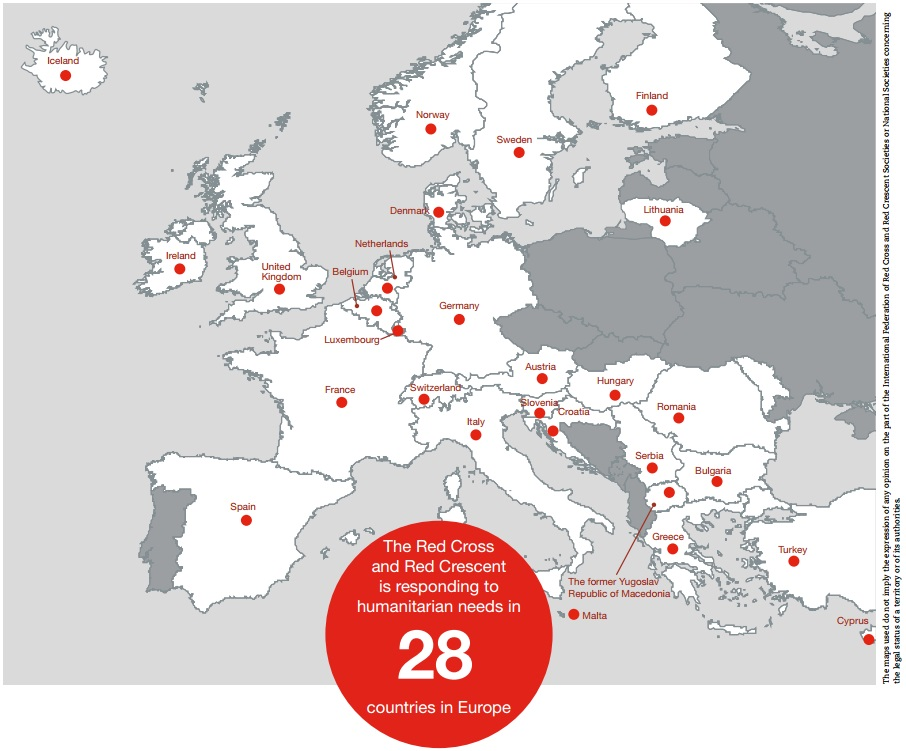 Iceland
Norway
Finland
Sweden
Lithuania
Denmark
Netherlands
Ireland
United
Kingdom
Belgium
Germany
Luxembourg
Austria
Hungary
France
Switzerland
Slovenia
Croatia
Romania
Italy
Serbia
Bulgaria
Spain
Greece
Turkey
The former Yugoslav
Republic of Macedonia
Malta
Cyprus
The Red Cross
and Red Crescent
is responding to
humanitarian needs in
28
countries in Europe
The maps used do not imply the expression of any opinion on the part of the International Federation of Red Cross and Red Crescent Societies or National Societies concerning
the legal status of a territory or of its authorities.